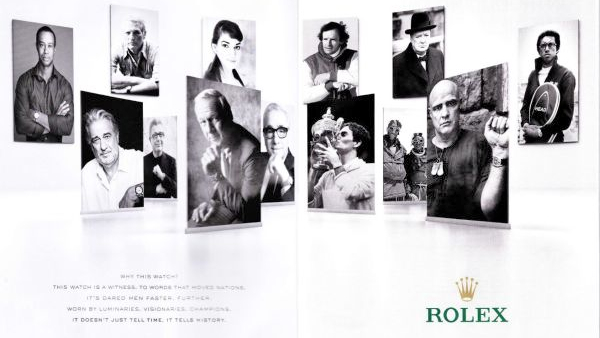 WHY THIS WATCH?
THIS WATCH IS A WITNESS. TO WORDS THAT MOVED NATIONS.
IT'S DARED MEN FASTER. FURTHER.
WORN BY LUMINARIES. VISIONARIES. CHAMPIONS.
IT DOESN'T JUST TELL TIME. IT TELLS HISTORY.
HEAD
ROLEX